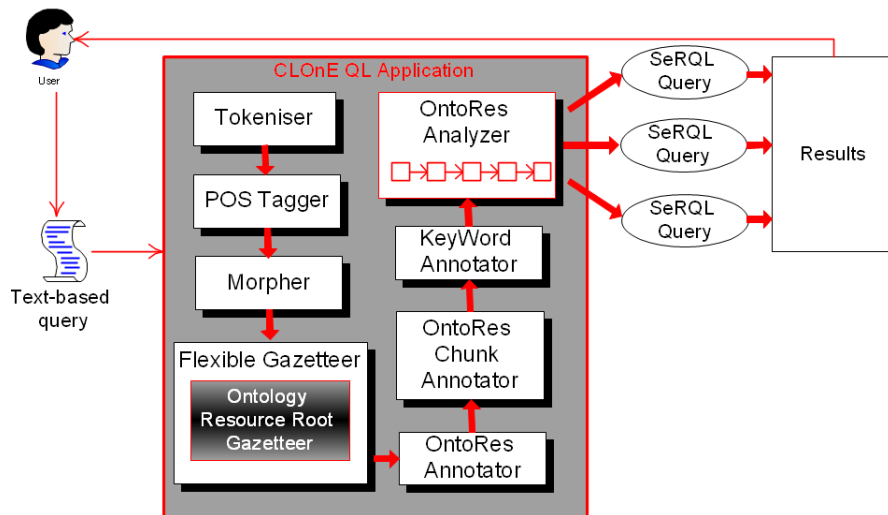 User
Text-based
query
CLOnE QL Application
Tokeniser
POS Tagger
Morpher
Flexible Gazetteer
Ontology
Resource Root
Gazetteer
OntoRes
Annotator
OntoRes
Chunk
Annotator
KeyWord
Annotator
OntoRes
Analyzer
SeRQL
Query
SeRQL
Query
SeRQL
Query
Results